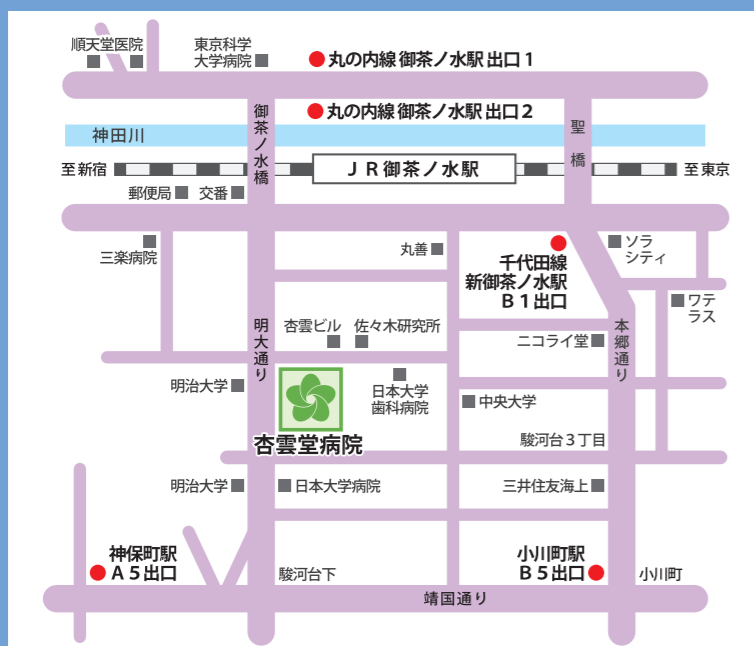 順天堂医院
東京科学
大学病院
丸の内線 御茶ノ水駅 出口1
丸の内線 御茶ノ水駅 出口2
神田川
御茶ノ水橋
聖橋
至新宿
JR御茶ノ水駅
至東京
郵便局
交番
三楽病院
丸善
千代田線
新御茶ノ水駅
B1出口
ソラ
シティ
ワテ
ラス
明大通り
杏雲ビル
佐々木研究所
ニコライ堂
本郷通り
明治大学
日本大学
歯科病院
中央大学
杏雲堂病院
駿河台3丁目
明治大学
日本大学病院
三井住友海上
神保町駅
A5出口
駿河台下
小川町駅
B5出口
小川町
靖国通り